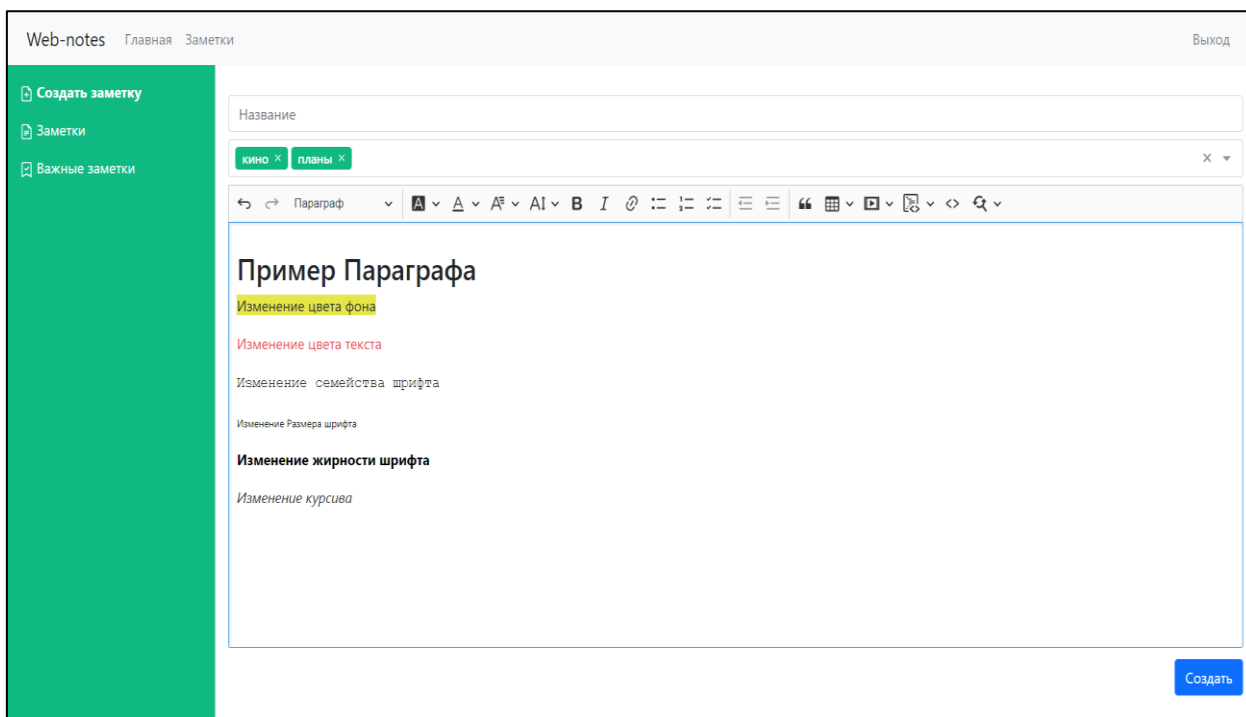 Web-notes Главная Заметки Выход
Создать заметку
Заметки
Важные заметки
Название
кино × планы ×
Параграф
Пример Параграфа
Изменение цвета фона
Изменение цвета текста
Изменение семейства шрифта
Изменение Размера шрифта
Изменение жирности шрифта
Изменение курсива
Создать